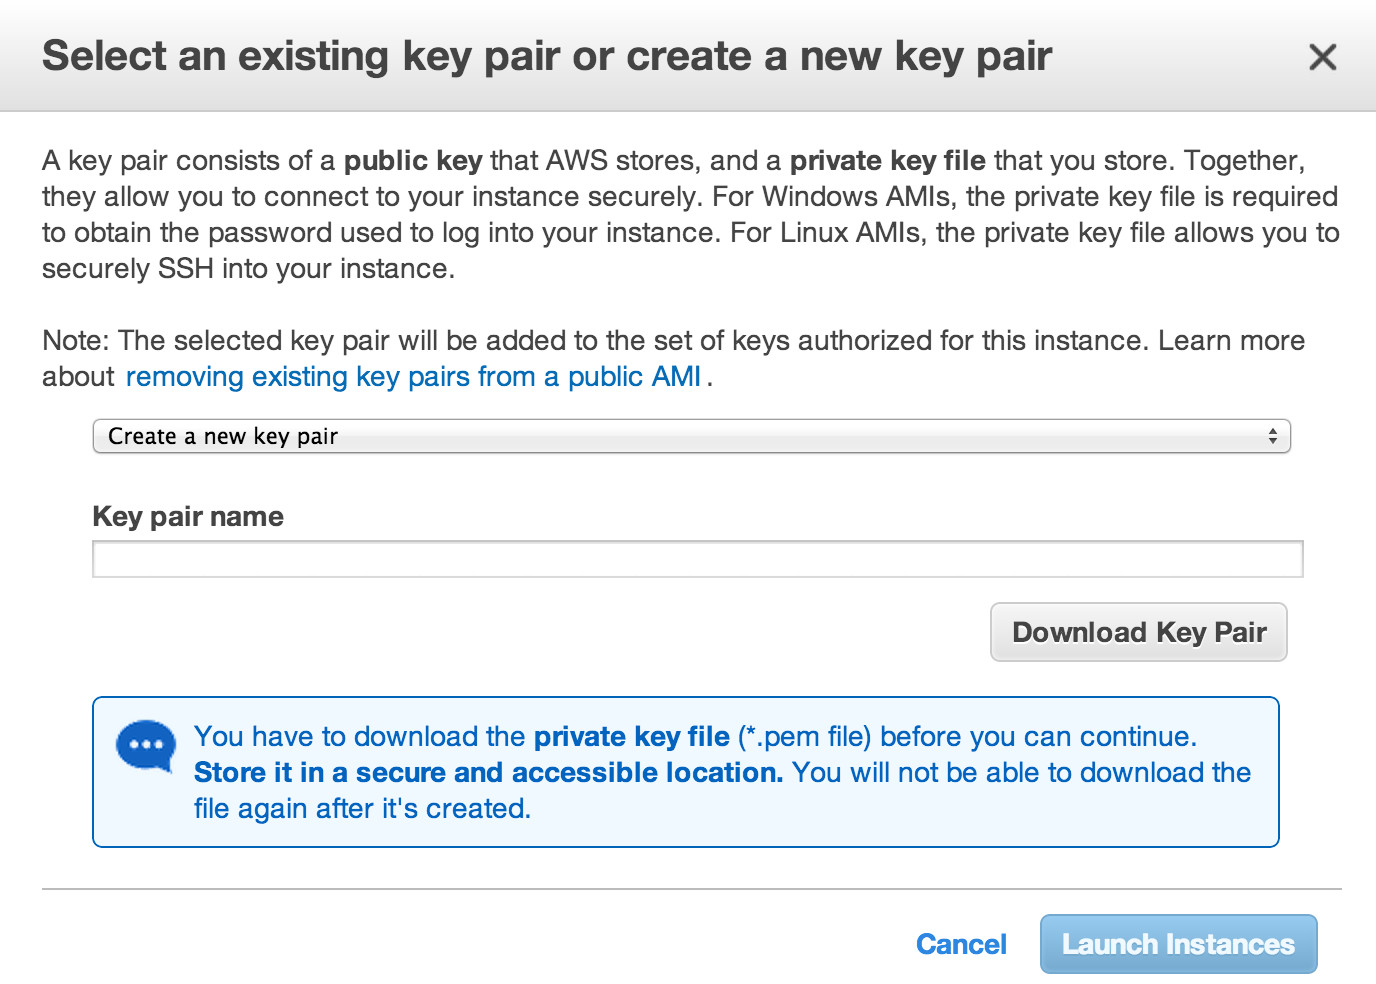 Select an existing key pair or create a new key pair
A key pair consists of a public key that AWS stores, and a private key file that you store. Together,
they allow you to connect to your instance securely. For Windows AMIs, the private key file is required
to obtain the password used to log into your instance. For Linux AMIs, the private key file allows you to
securely SSH into your instance.
Note: The selected key pair will be added to the set of keys authorized for this instance. Learn more
about removing existing key pairs from a public AMI .
Create a new key pair
Key pair name
Download Key Pair
You have to download the private key file (*.pem file) before you can continue.
Store it in a secure and accessible location. You will not be able to download the
file again after it's created.
Cancel Launch Instances